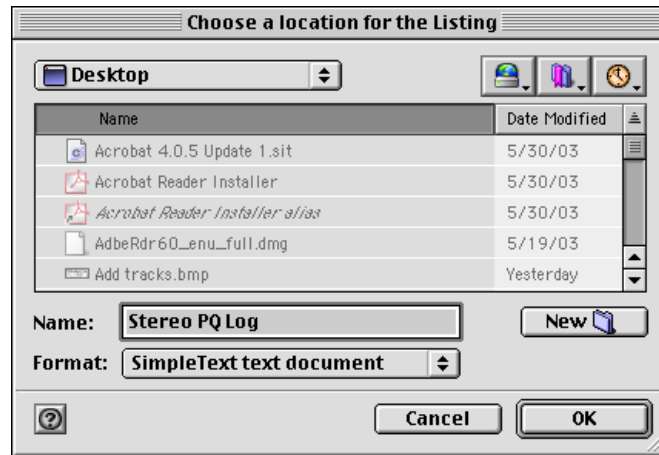 Choose a location for the Listing
Desktop
Name Date Modified
Acrobat 4.0.5 Update 1.sit 5/30/03
Acrobat Reader Installer 5/30/03
Acrobat Reader Installer alias 5/30/03
AdbeRdr60_enu_full.dmg 5/19/03
Add tracks.bmp Yesterday
Name: Stereo PQ Log New
Format: SimpleText text document
? Cancel OK